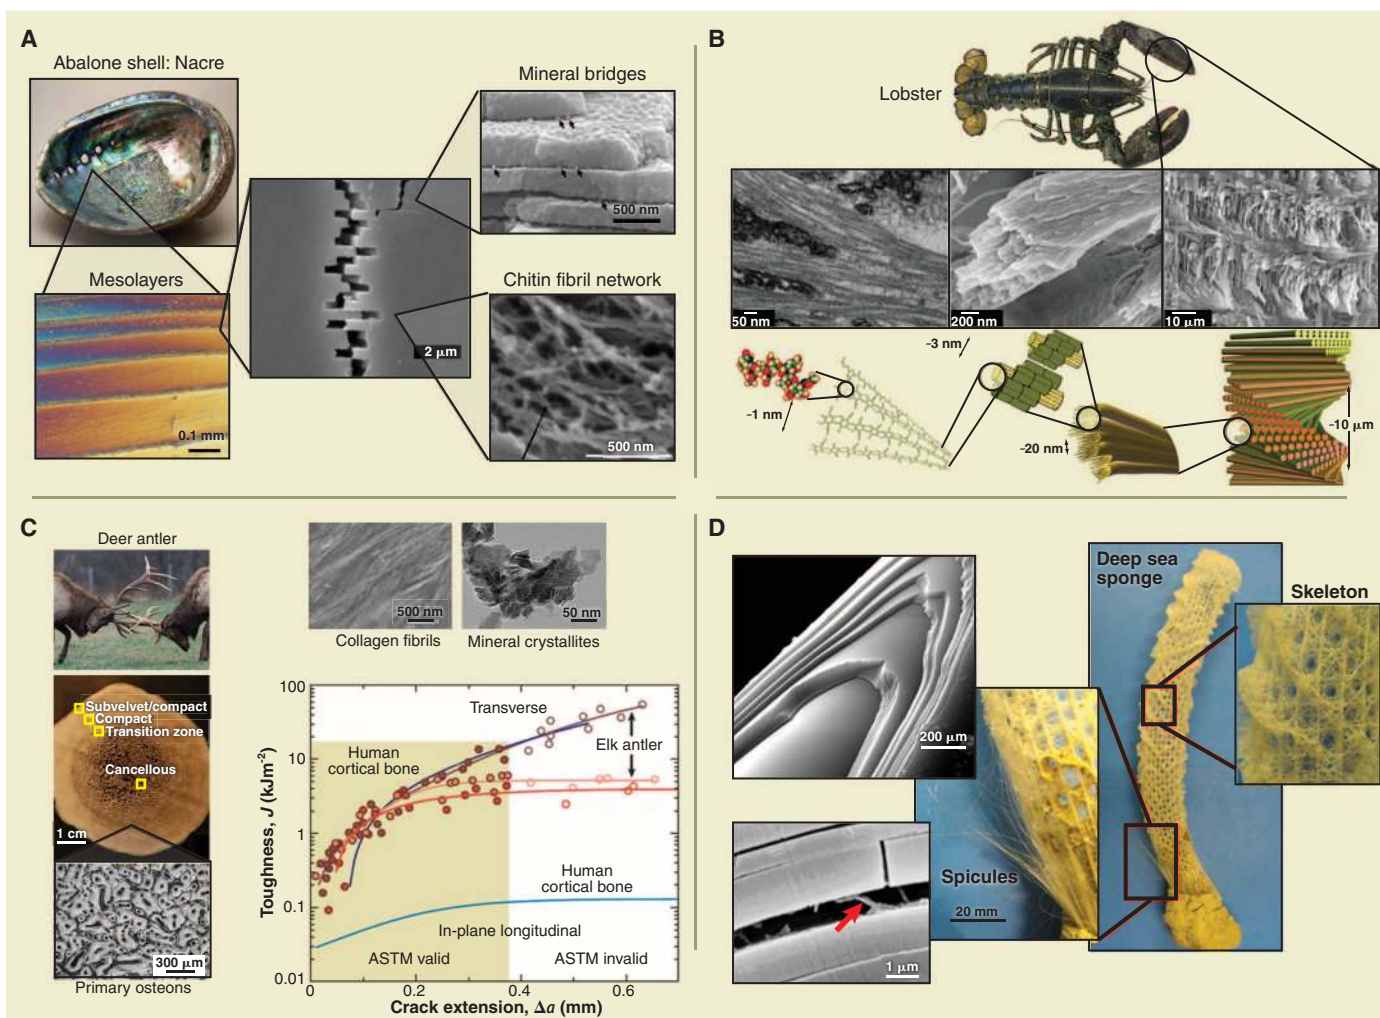 A
Abalone shell: Nacre
Mineral bridges
500 nm
Mesolayers
0.1 mm
2 μm
Chitin fibril network
500 nm
B
Lobster
50 nm
200 nm
10 μm
~3 nm
~1 nm
~20 nm
~10 μm
C
Deer antler
Subvelvet/compact
Compact
Transition zone
Cancellous
1 cm
300 μm
Primary osteons
500 nm
Collagen fibrils
50 nm
Mineral crystallites
100
10
1
0.1
0.01
Toughness, J (kJm-2)
Transverse
Human
cortical bone
Elk antler
Human
cortical bone
In-plane longitudinal
ASTM valid
ASTM invalid
0
0.2
0.4
0.6
Crack extension, Δa (mm)
D
Deep sea
sponge
Skeleton
200 μm
Spicules
20 mm
1 μm